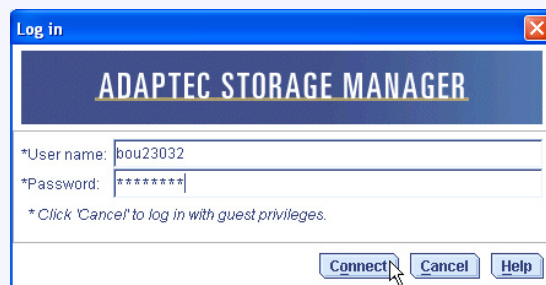 Log in
ADAPTEC STORAGE MANAGER
*User name: bou23032
*Password: ********
* Click 'Cancel' to log in with guest privileges.
Connect Cancel Help